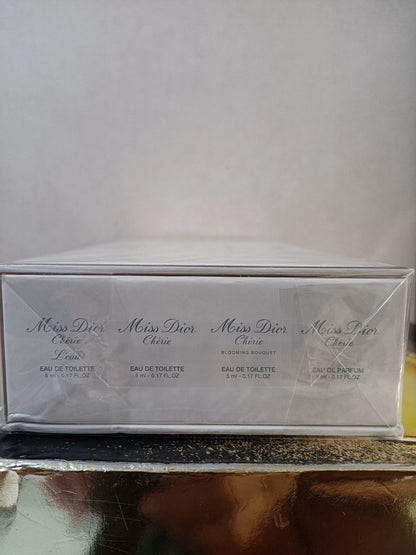 Miss Dior
Chérie
L'eau
EAU DE TOILETTE
5 ml - 0.17 FL.OZ
Miss Dior
Chérie
EAU DE TOILETTE
5 ml - 0.17 FL.OZ
Miss Dior
Chérie
BLOOMING BOUQUET
EAU DE TOILETTE
5 ml - 0.17 FL.OZ
Miss Dior
Chérie
EAU DE PARFUM
5 ml - 0.17 FL.OZ